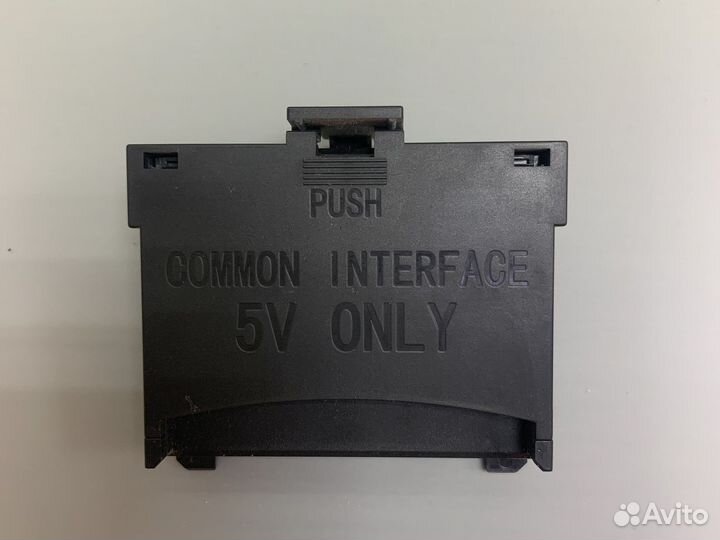 PUSH
COMMON INTERFACE
5V ONLY
Avito